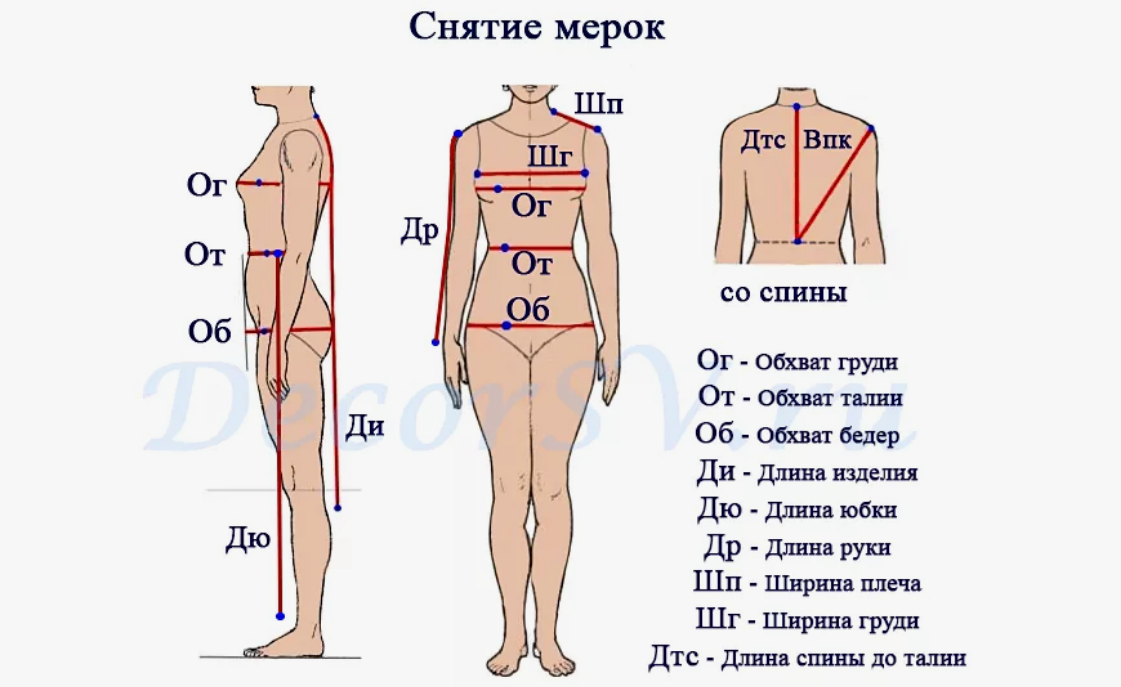 Снятие мерок
Шп
Дтс
Впк
Шг
Ог
Ог
Др
От
От
со спины
Об
Об
Ог - Обхват груди
От - Обхват талии
DecorSV.ru
Ди
Об - Обхват бедер
Ди - Длина изделия
Дю - Длина юбки
Дю
Др - Длина руки
Шп - Ширина плеча
Шг - Ширина груди
Дтс - Длина спины до талии